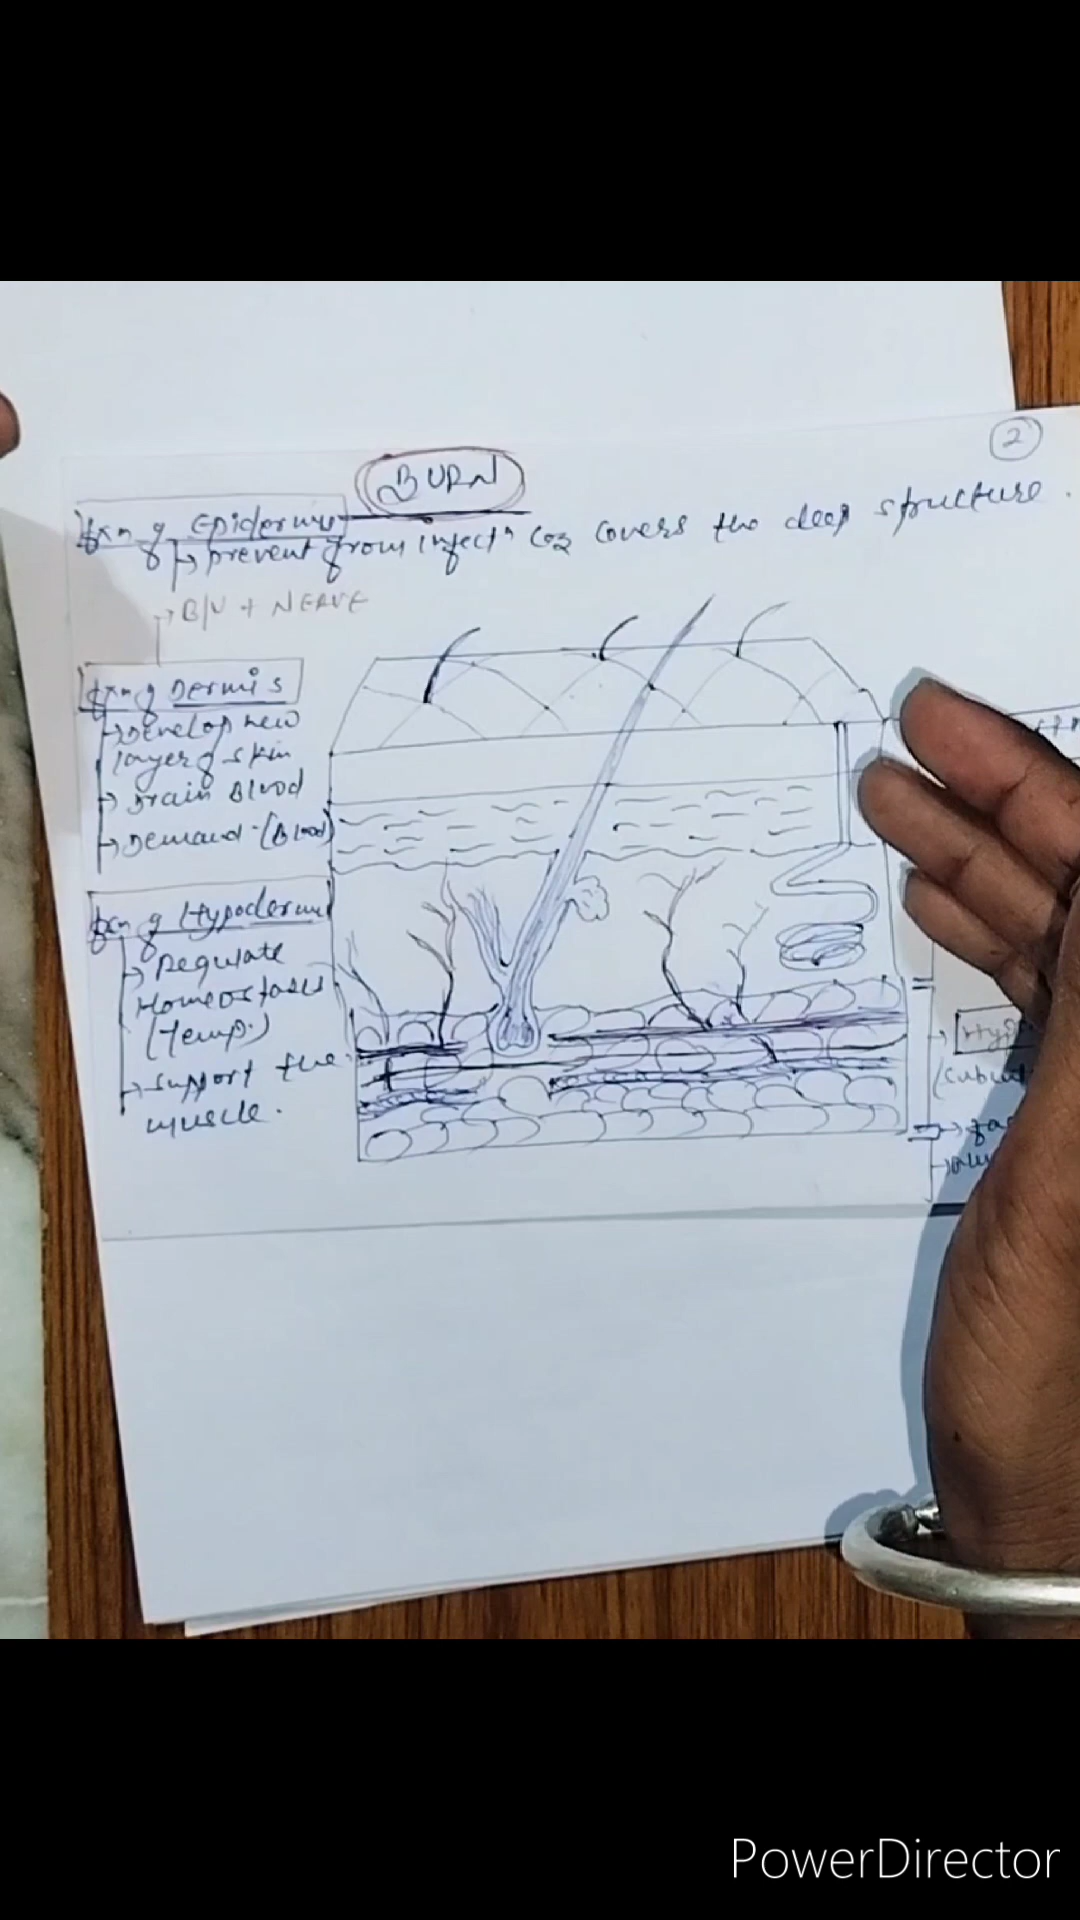 2
BURN
fxn of Epidermis
→ prevent from infectn coz covers the deep structure.
→ B/V + NERVE
fxn of Dermis
→ Develop new
layer of skin
→ Drain Blood
→ Demand (Blood)
fxn of Hypodermis
→ Regulate
Homeostasis
(Temp.)
→ support the
muscle.
PowerDirector